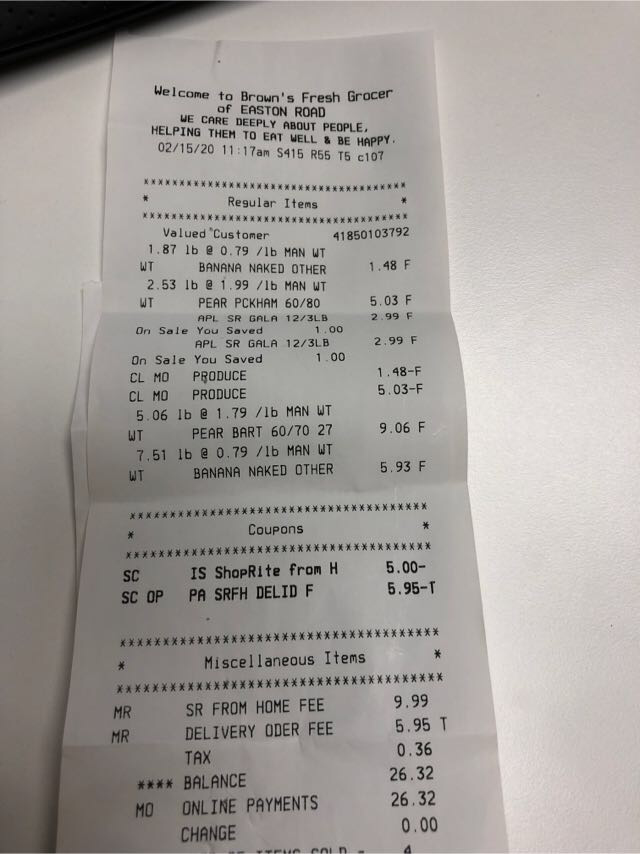 Welcome to Brown's Fresh Grocer
of EASTON ROAD
WE CARE DEEPLY ABOUT PEOPLE,
HELPING THEM TO EAT WELL & BE HAPPY.
02/15/20 11:17am S415 R55 T5 c107
************************************
* Regular Items *
************************************
Valued Customer 41850103792
1.87 lb @ 0.79 /lb MAN WT
WT BANANA NAKED OTHER 1.48 F
2.53 lb @ 1.99 /lb MAN WT
WT PEAR PCKHAM 60/80 5.03 F
APL SR GALA 12/3LB 2.99 F
On Sale You Saved 1.00
APL SR GALA 12/3LB 2.99 F
On Sale You Saved 1.00
CL MO PRODUCE 1.48-F
CL MO PRODUCE 5.03-F
5.06 lb @ 1.79 /lb MAN WT
WT PEAR BART 60/70 27 9.06 F
7.51 lb @ 0.79 /lb MAN WT
WT BANANA NAKED OTHER 5.93 F
************************************
* Coupons *
************************************
SC IS ShopRite from H 5.00-
SC OP PA SRFH DELID F 5.95-T
************************************
* Miscellaneous Items *
************************************
MR SR FROM HOME FEE 9.99
MR DELIVERY ODER FEE 5.95 T
TAX 0.36
**** BALANCE 26.32
MO ONLINE PAYMENTS 26.32
CHANGE 0.00
ITEMS SOLD = 4